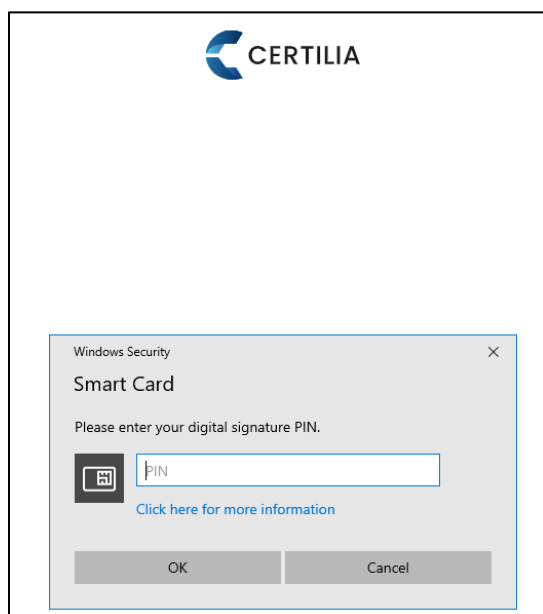 CERTILIA
Windows Security
Smart Card
Please enter your digital signature PIN.
PIN
Click here for more information
OK
Cancel